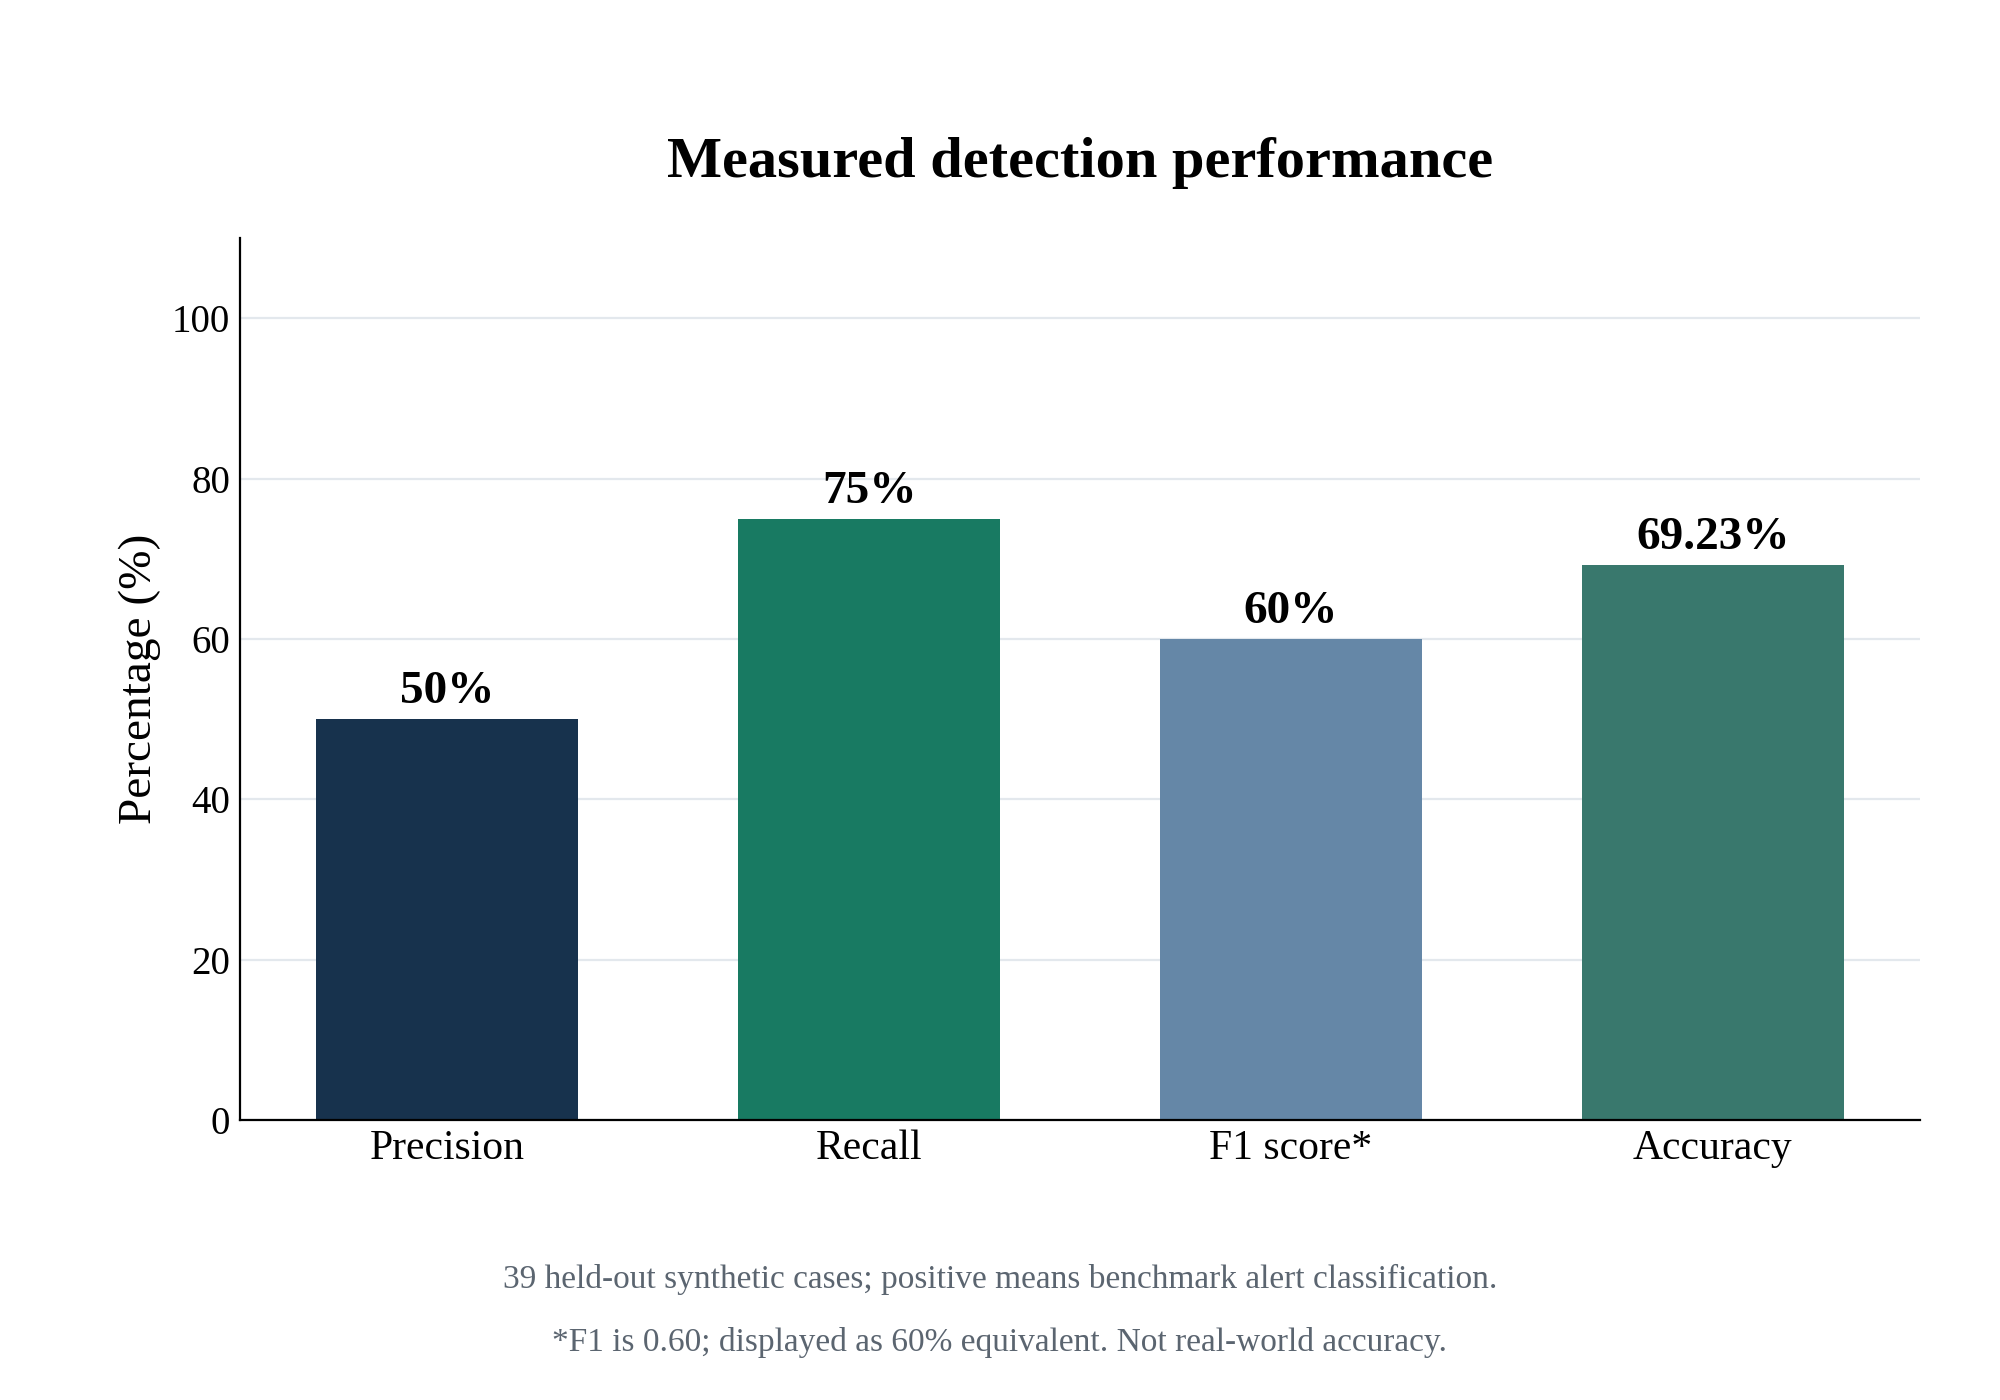 Measured detection performance
Percentage (%)
100
80
60
40
20
0
50%
75%
60%
69.23%
Precision
Recall
F1 score*
Accuracy
39 held-out synthetic cases; positive means benchmark alert classification.
*F1 is 0.60; displayed as 60% equivalent. Not real-world accuracy.